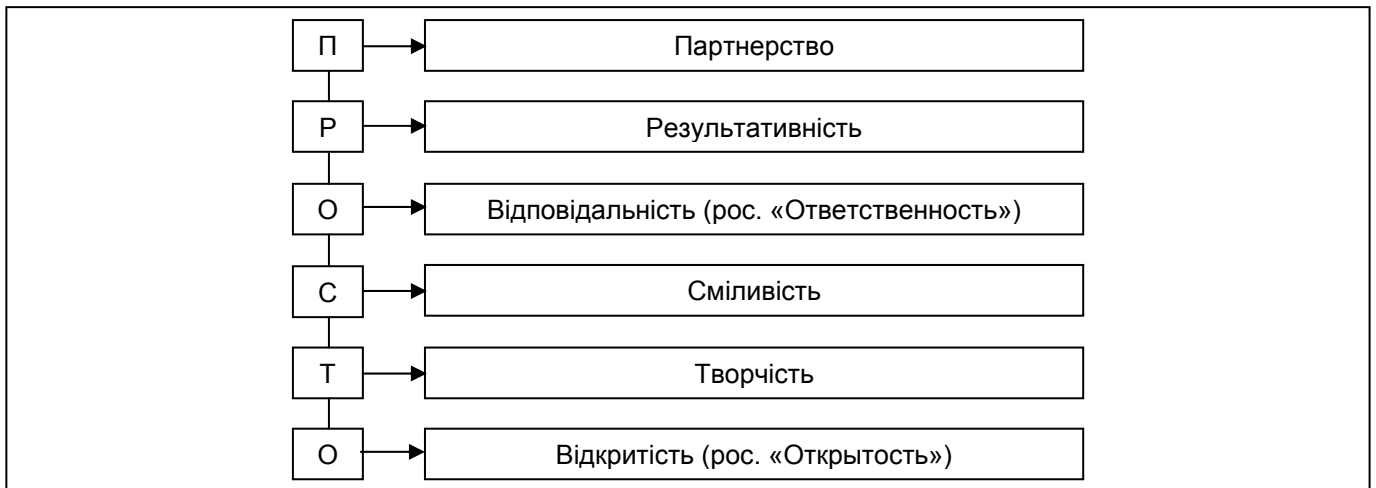 П Партнерство
Р Результативність
О Відповідальність (рос. «Ответственность»)
С Сміливість
Т Творчість
О Відкритість (рос. «Открытость»)